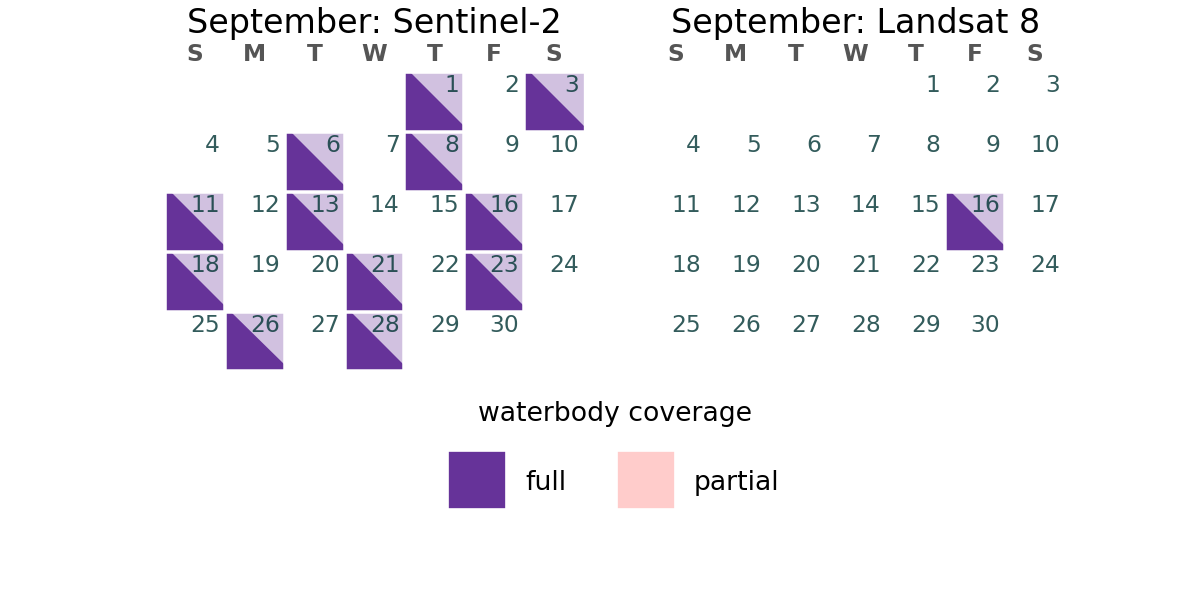 September: Sentinel-2
S M T W T F S
1 2 3
4 5 6 7 8 9 10
11 12 13 14 15 16 17
18 19 20 21 22 23 24
25 26 27 28 29 30
September: Landsat 8
S M T W T F S
1 2 3
4 5 6 7 8 9 10
11 12 13 14 15 16 17
18 19 20 21 22 23 24
25 26 27 28 29 30
waterbody coverage
full
partial